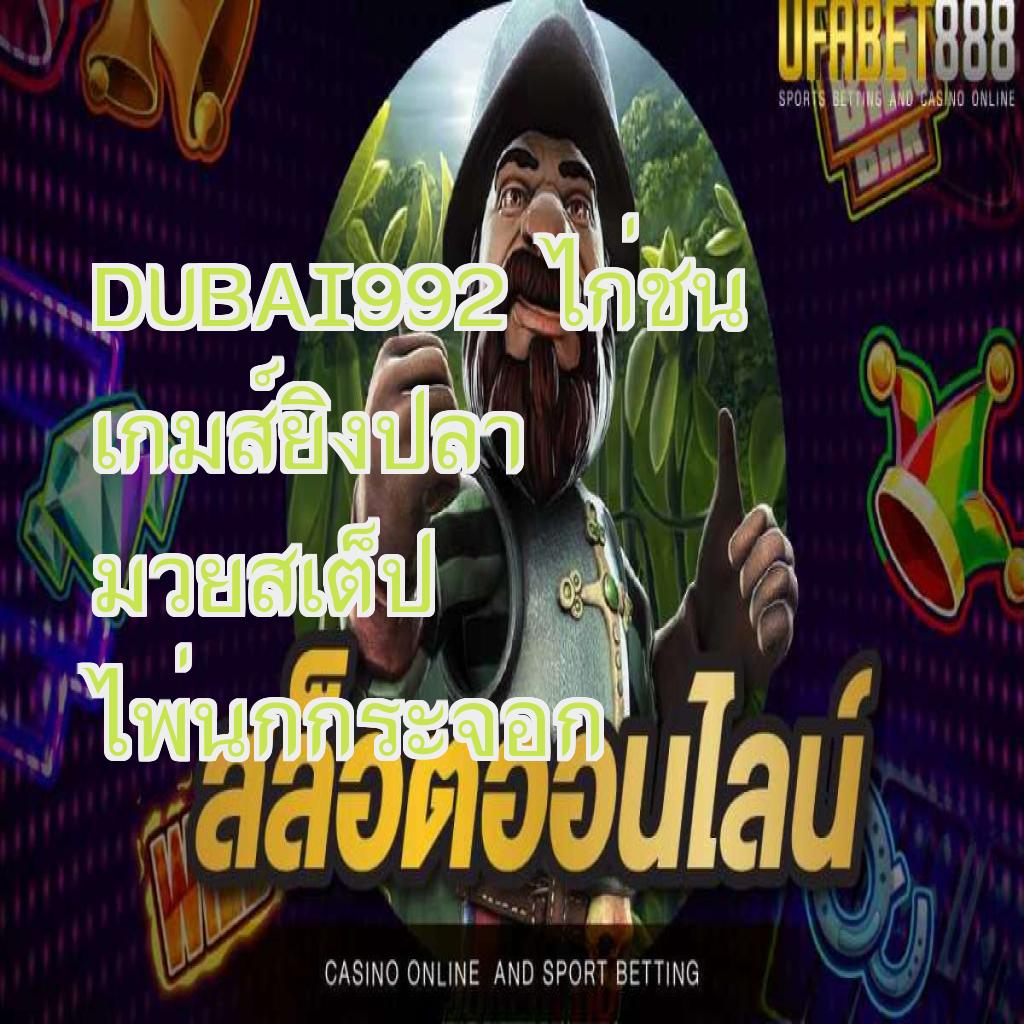 UFABET888
SPORTS BETTING AND CASINO ONLINE
BAR
DUBAI992 ไก่ชน
เกมส์ยิงปลา
มวยสเต็ป
ไพ่นกกระจอก
สล็อตออนไลน์
WIN
CASINO ONLINE AND SPORT BETTING